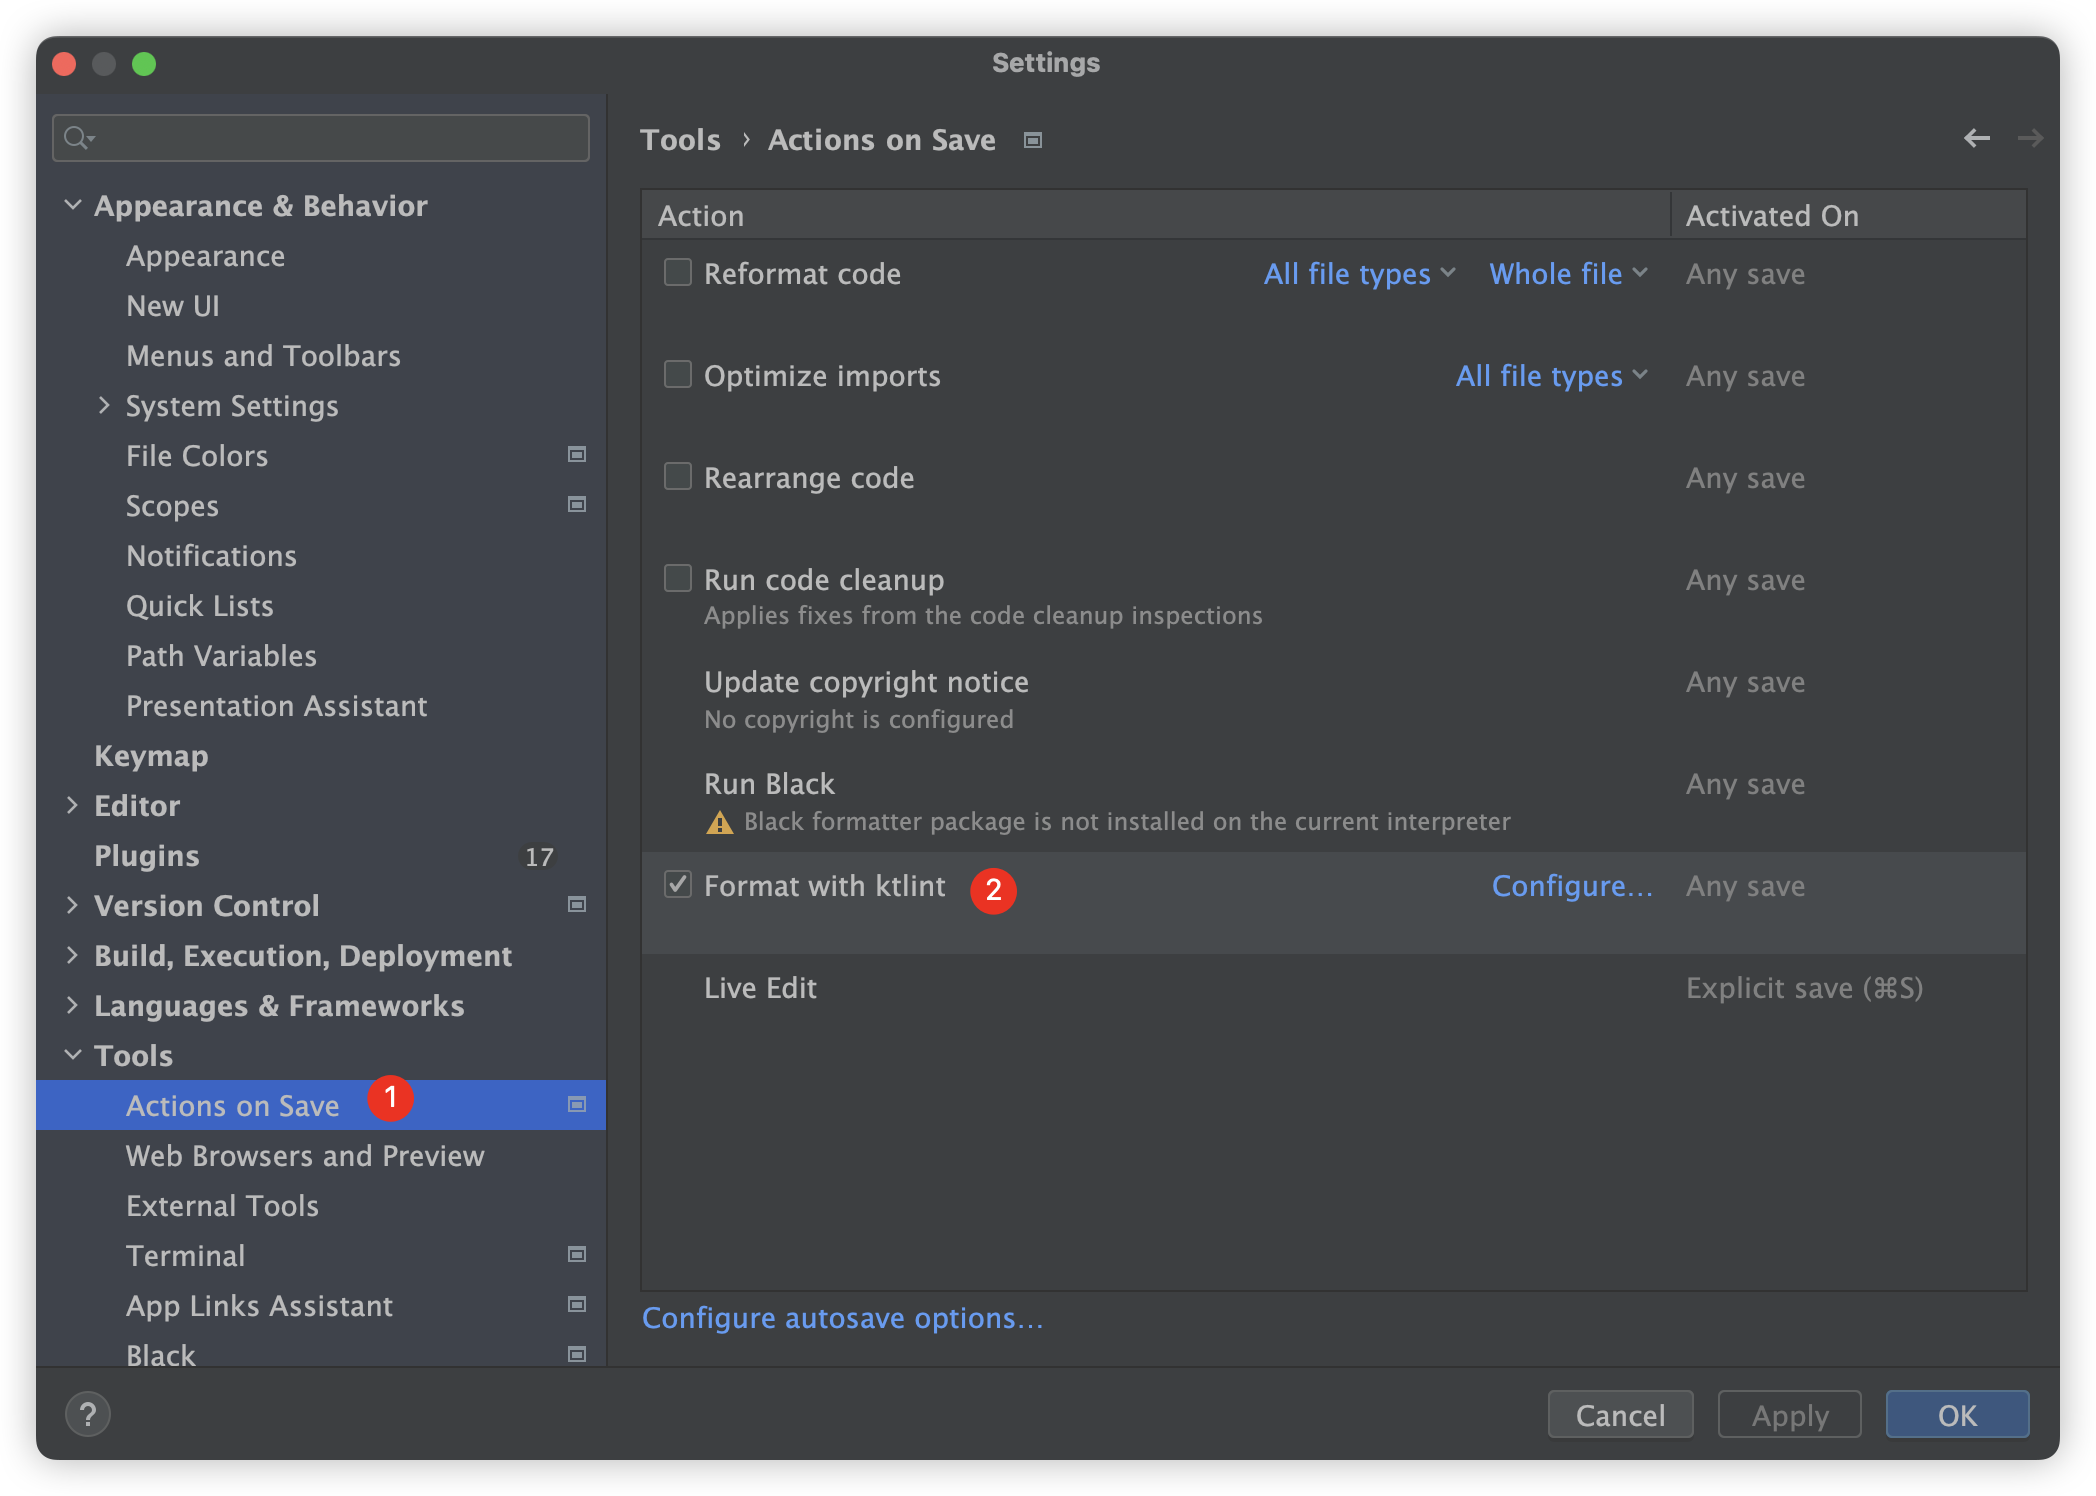 Settings
Appearance & Behavior
Appearance
New UI
Menus and Toolbars
System Settings
File Colors
Scopes
Notifications
Quick Lists
Path Variables
Presentation Assistant
Keymap
Editor
Plugins 17
Version Control
Build, Execution, Deployment
Languages & Frameworks
Tools
Actions on Save 1
Web Browsers and Preview
External Tools
Terminal
App Links Assistant
Black
Tools › Actions on Save
Action Activated On
Reformat code All file types Whole file Any save
Optimize imports All file types Any save
Rearrange code Any save
Run code cleanup Any save
Applies fixes from the code cleanup inspections
Update copyright notice Any save
No copyright is configured
Run Black Any save
Black formatter package is not installed on the current interpreter
Format with ktlint 2 Configure... Any save
Live Edit Explicit save (⌘S)
Configure autosave options...
? Cancel Apply OK